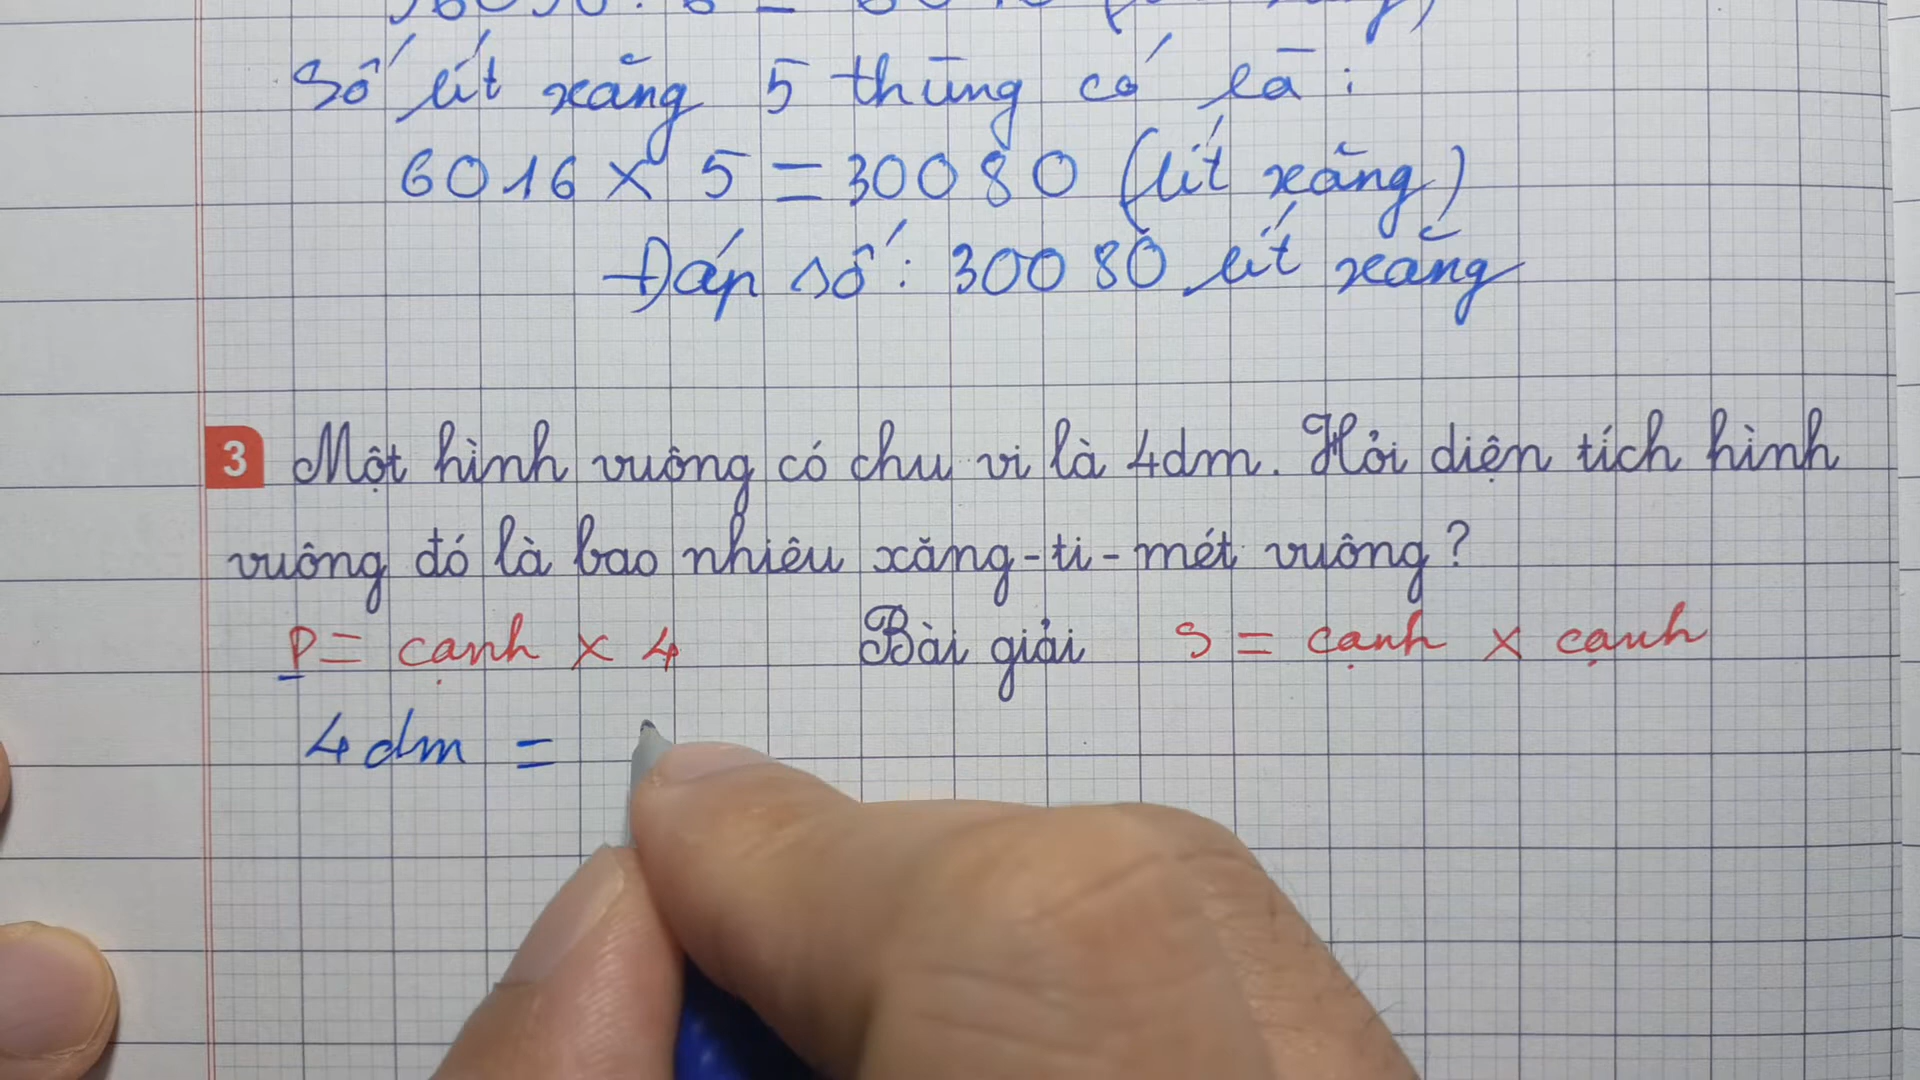 Số lít xăng 5 thùng có là:
6016 x 5 = 30080 (lít xăng)
Đáp số: 30080 lít xăng
3 Một hình vuông có chu vi là 4dm. Hỏi diện tích hình
vuông đó là bao nhiêu xăng-ti-mét vuông?
P = cạnh x 4 Bài giải S = cạnh x cạnh
4dm =